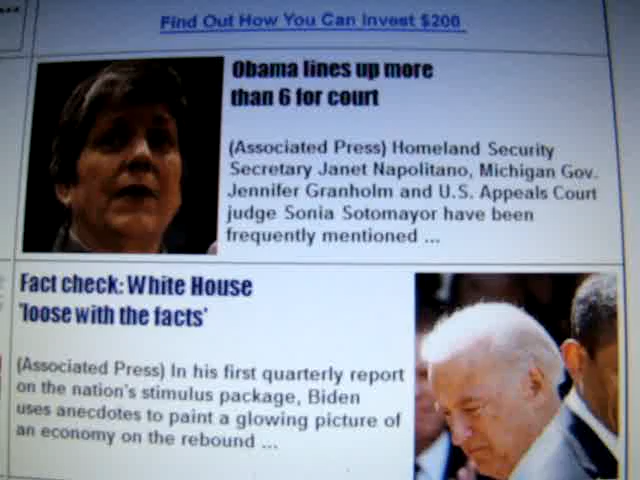 Find Out How You Can Invest $200
Obama lines up more
than 6 for court
(Associated Press) Homeland Security
Secretary Janet Napolitano, Michigan Gov.
Jennifer Granholm and U.S. Appeals Court
judge Sonia Sotomayor have been
frequently mentioned ...
Fact check: White House
'loose with the facts'
(Associated Press) In his first quarterly report
on the nation's stimulus package, Biden
uses anecdotes to paint a glowing picture of
an economy on the rebound ...